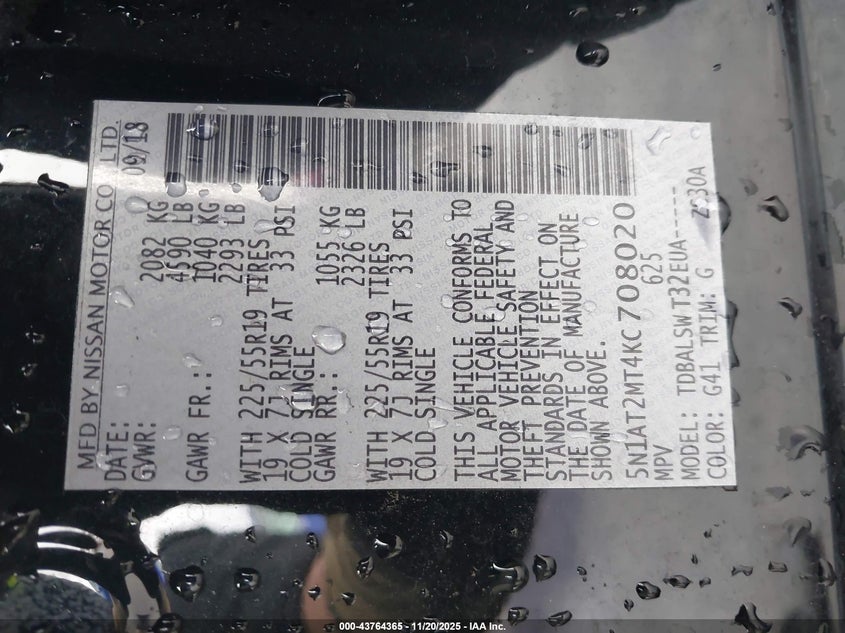 MFD BY NISSAN MOTOR CO., LTD.
DATE: 09/18
GVWR: 2082 KG
4590 LB
GAWR FR.: 1040 KG
2293 LB
WITH 225/55R19 TIRES
19 X 7J RIMS AT 33 PSI
COLD SINGLE
GAWR RR.: 1055 KG
2326 LB
WITH 225/55R19 TIRES
19 X 7J RIMS AT 33 PSI
COLD SINGLE
THIS VEHICLE CONFORMS TO
ALL APPLICABLE FEDERAL
MOTOR VEHICLE SAFETY AND
THEFT PREVENTION
STANDARDS IN EFFECT ON
THE DATE OF MANUFACTURE
SHOWN ABOVE.
5N1AT2MT4KC708020
MPV 625
MODEL: TDBALSW T32EUA-----
COLOR: G41 TRIM: G Z330A
000-43764365 - 11/20/2025 - IAA Inc.